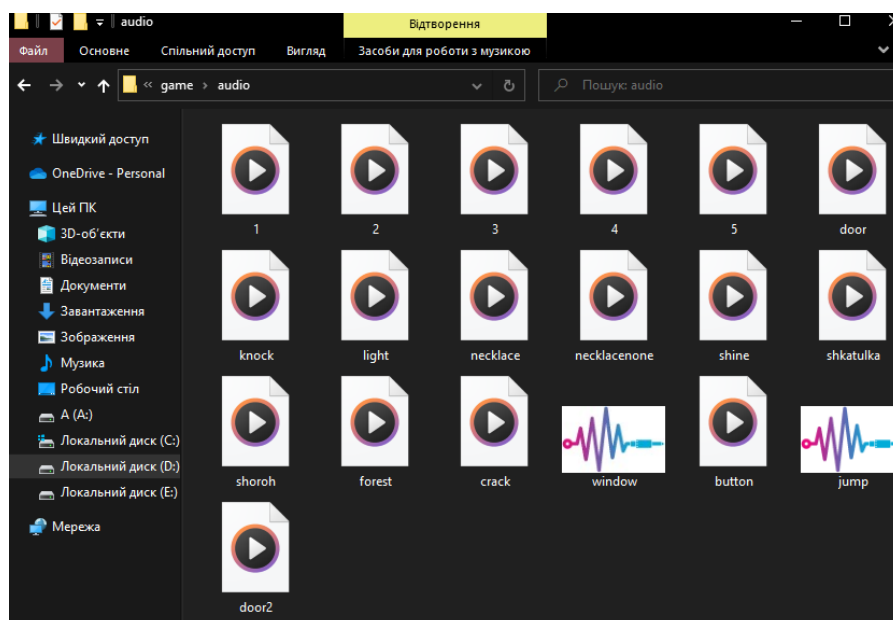 audio
Відтворення
Файл
Основне
Спільний доступ
Вигляд
Засоби для роботи з музикою
« game › audio
Пошук: audio
Швидкий доступ
OneDrive - Personal
Цей ПК
3D-об'єкти
Відеозаписи
Документи
Завантаження
Зображення
Музика
Робочий стіл
A (A:)
Локальний диск (C:)
Локальний диск (D:)
Локальний диск (E:)
Мережа
1
2
3
4
5
door
knock
light
necklace
necklacenone
shine
shkatulka
shoroh
forest
crack
window
button
jump
door2